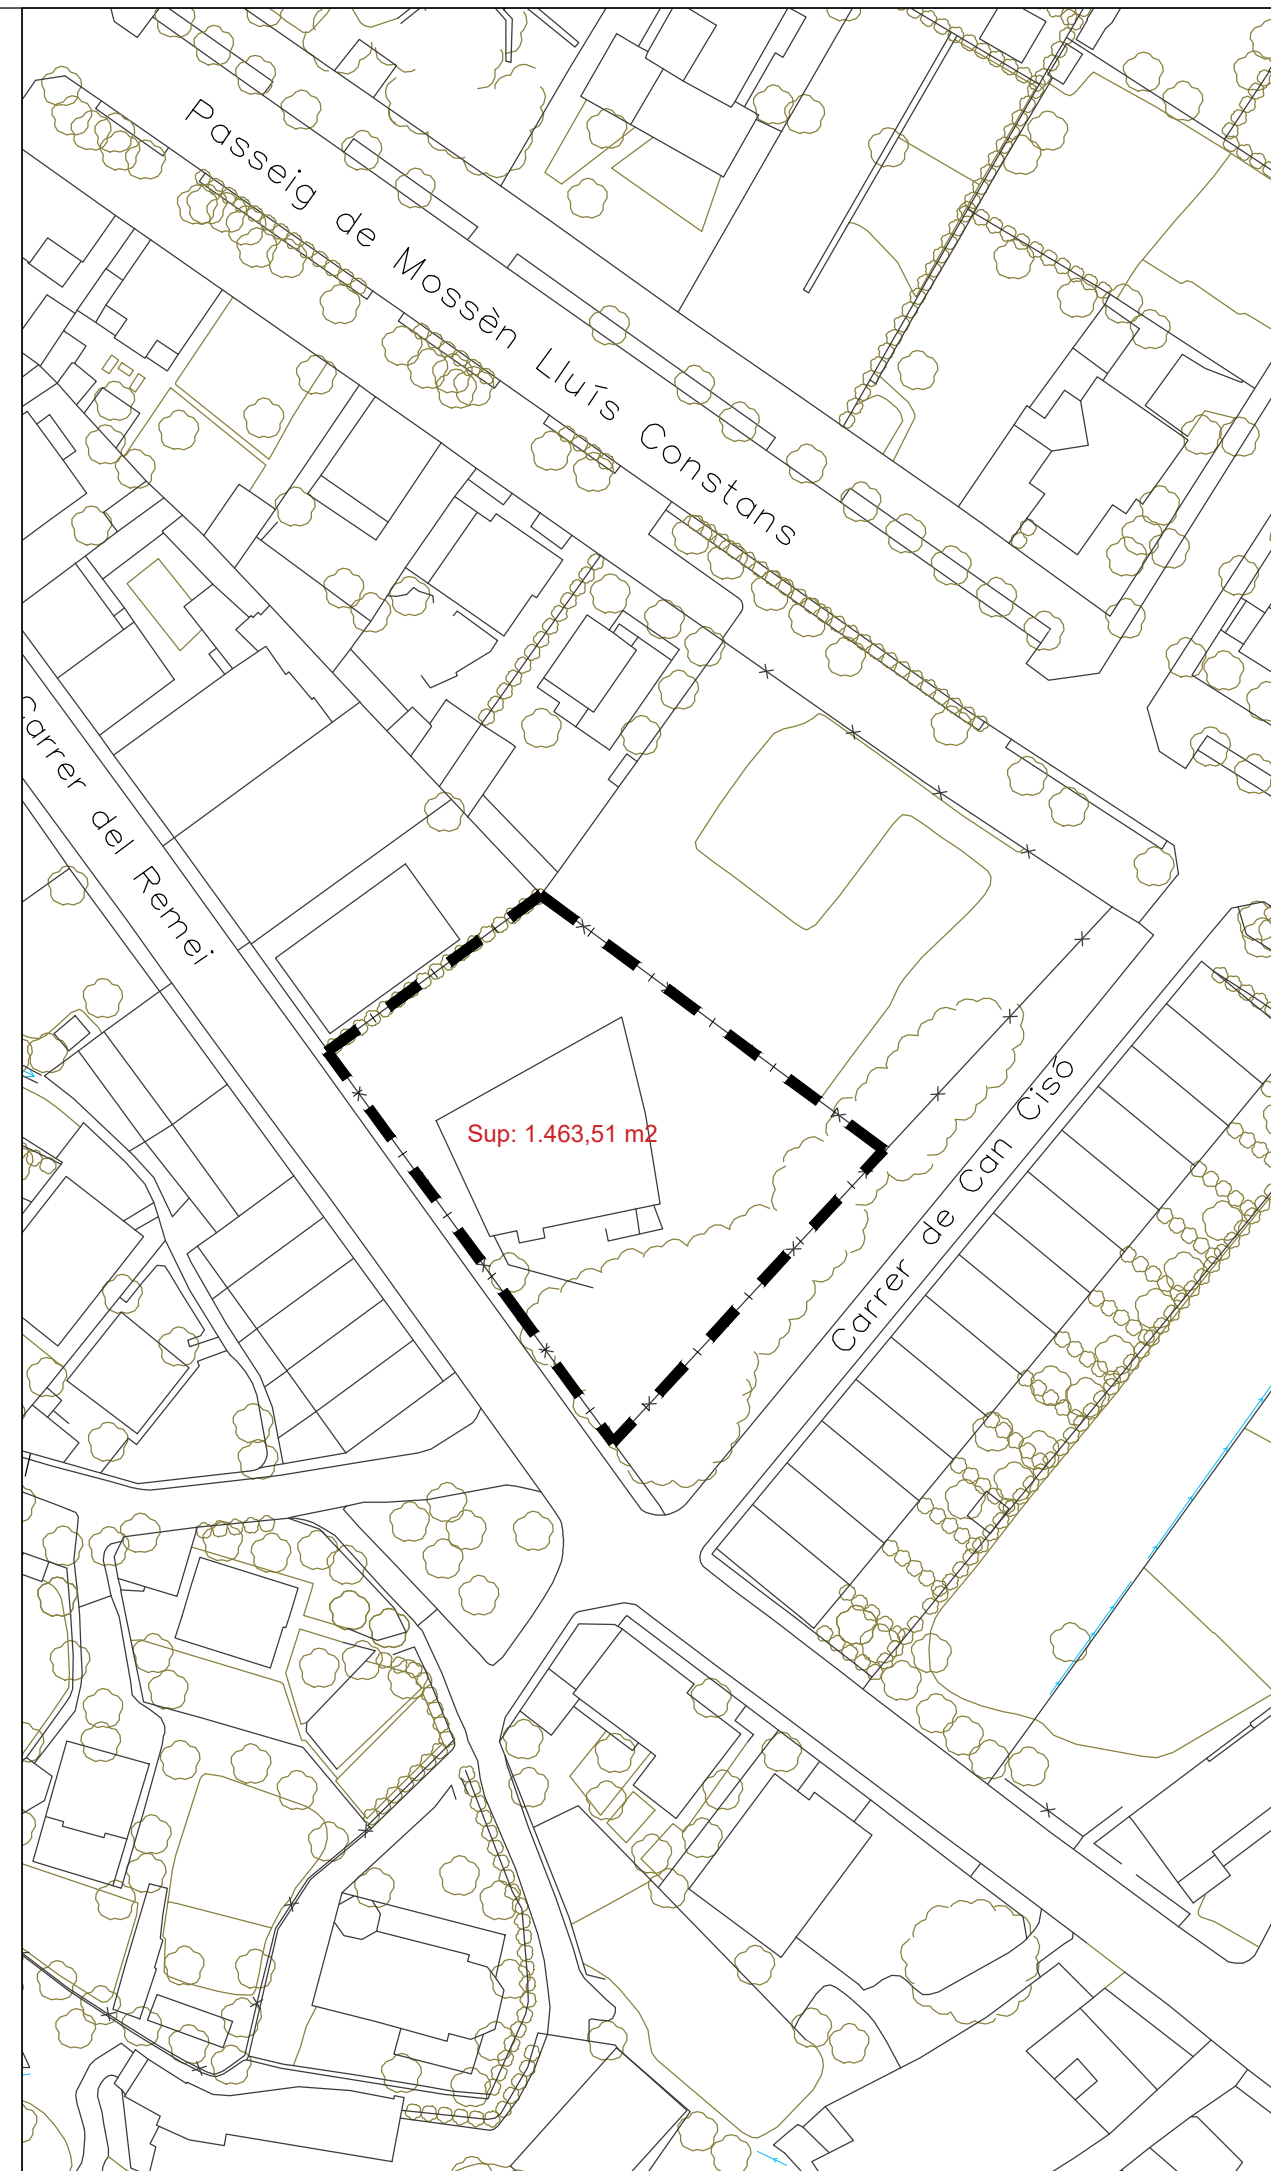 Passeig de Mossèn Lluís Constans
Carrer del Remei
Sup: 1.463,51 m2
Carrer de Can Cisó